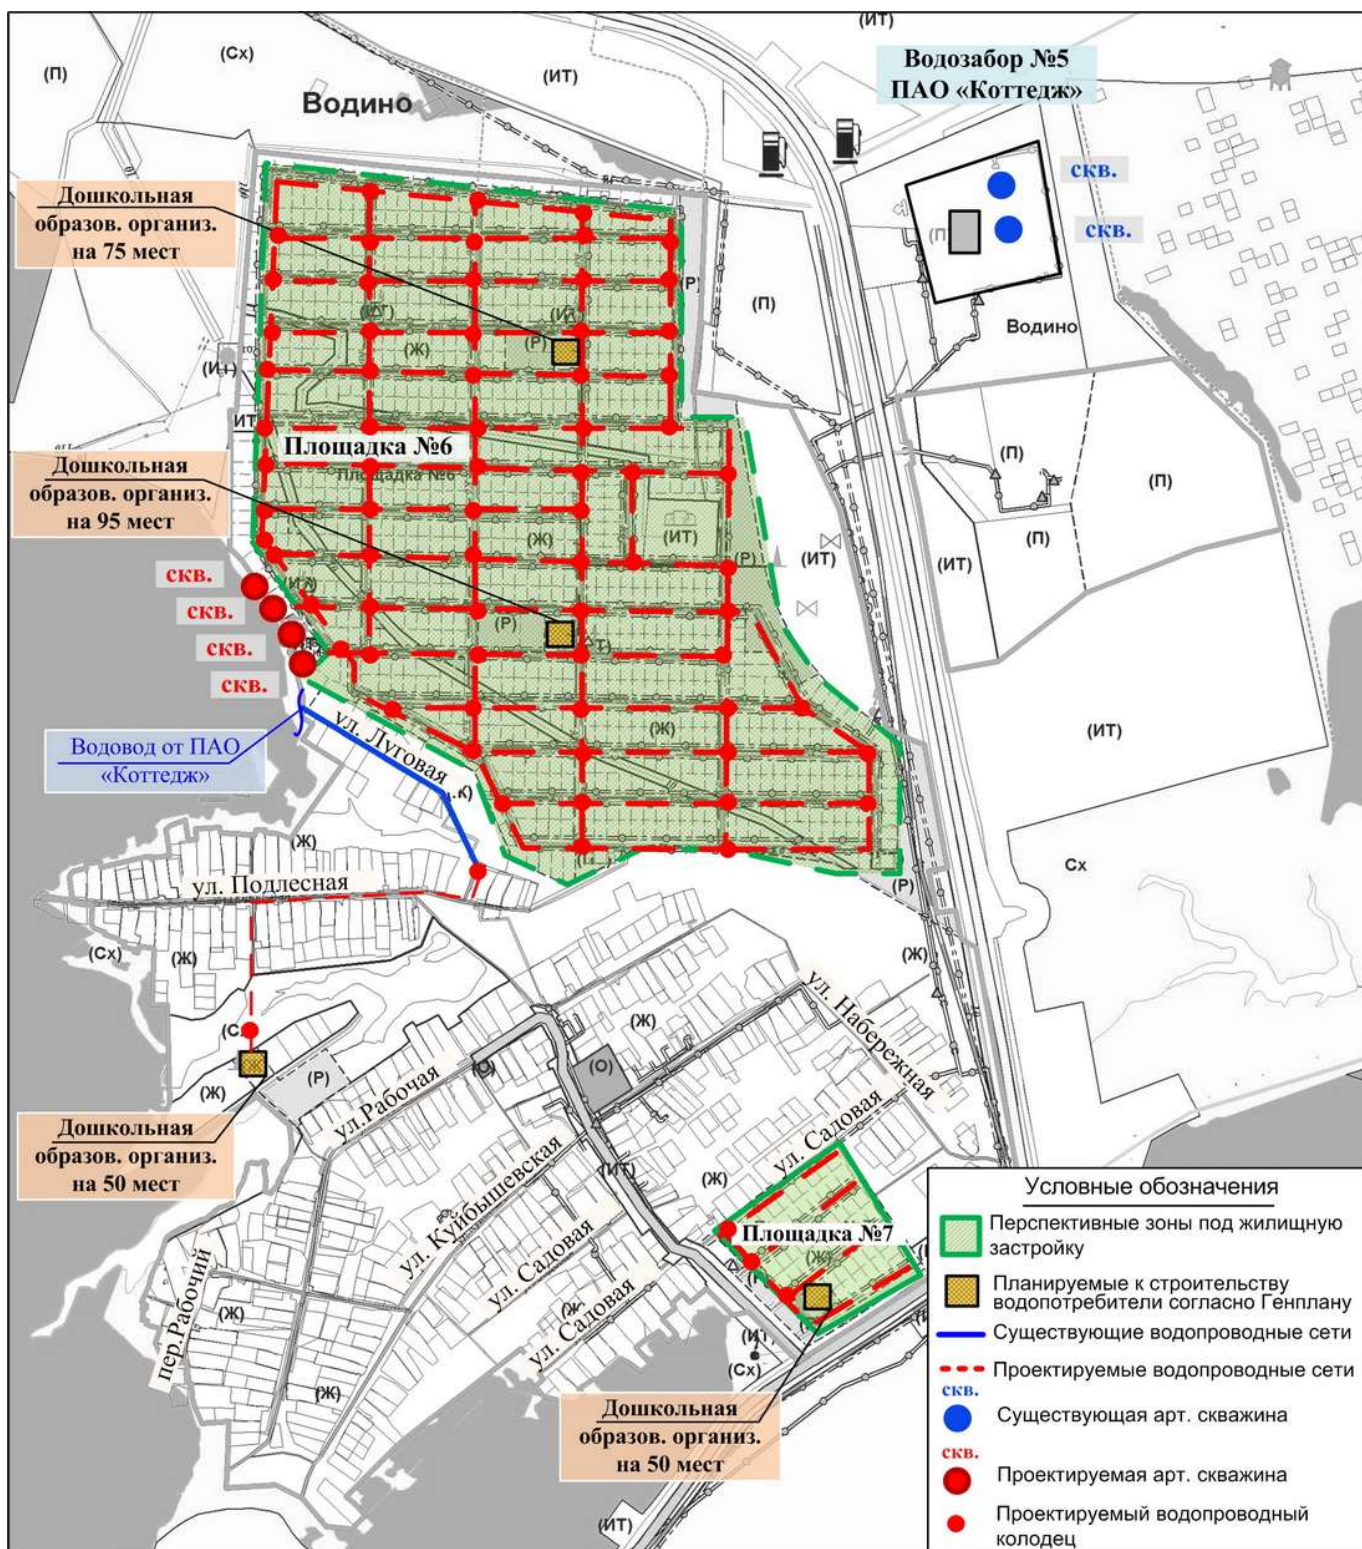 (ИТ)
Водозабор №5
ПАО «Коттедж»
(Сх)
(П)
(ИТ)
Водино
скв.
скв.
(П
Дошкольная
образов. организ.
на 75 мест
(Р)
(П)
Водино
(Р)
(Ж)
ИТ
Площадка №6
Площадка №6
Дошкольная
образов. организ.
на 95 мест
(П)
(П)
(П)
(Ж)
(ИТ)
(Р)
(ИТ)
(ИТ)
скв.
скв.
скв.
скв.
(Р)
(Ж)
(ИТ)
ул. Луговая
Водовод от ПАО
«Коттедж»
(Ж)
ул. Подлесная
Сх
(Р)
(Сх)
(Ж)
(Ж)
ул. Набережная
(Ж)
(О)
(О)
(Р)
(Ж)
ул.Рабочая
ул. Садовая
Дошкольная
образов. организ.
на 50 мест
ул. Куйбышевская
(ИТ)
(Ж)
Площадка №7
(Ж)
ул. Садовая
ул. Садовая
пер.Рабочий
(Ж)
(Ж)
(ИТ)
(Сх)
Дошкольная
образов. организ.
на 50 мест
(ИТ)
Условные обозначения
Перспективные зоны под жилищную
застройку
Планируемые к строительству
водопотребители согласно Генплану
Существующие водопроводные сети
Проектируемые водопроводные сети
скв.
Существующая арт. скважина
скв.
Проектируемая арт. скважина
Проектируемый водопроводный
колодец